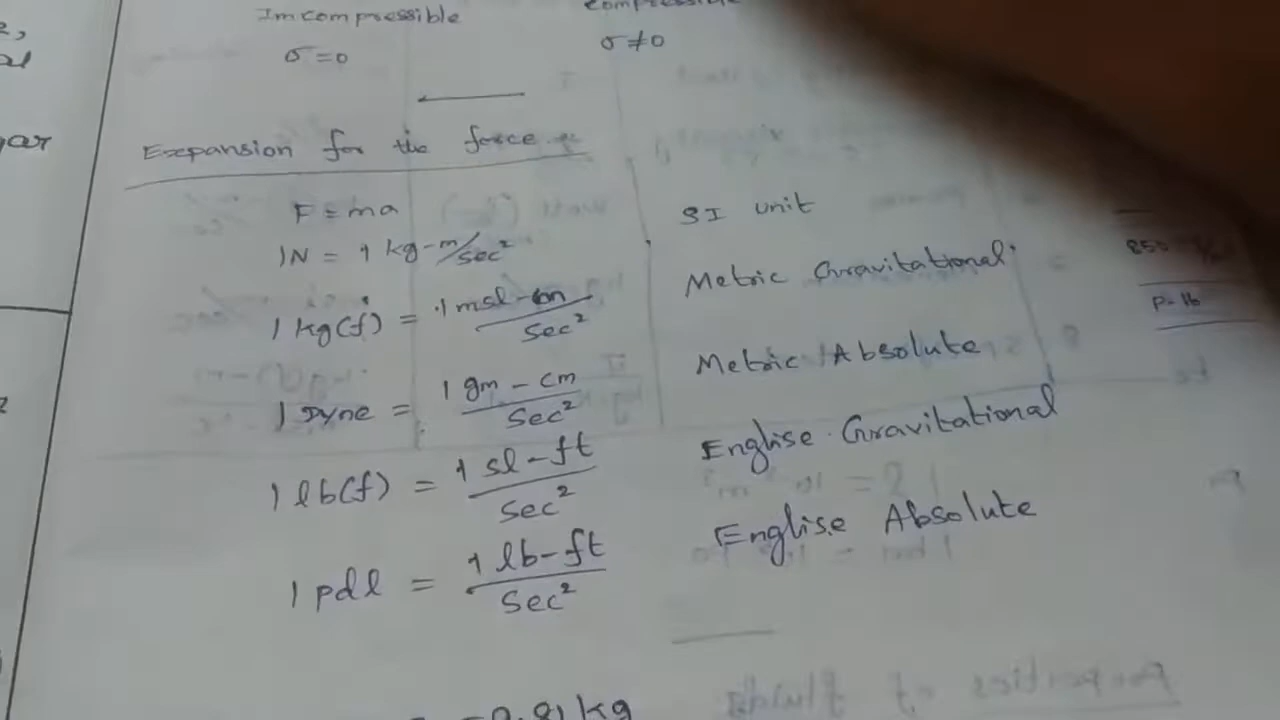 Imcompressible
σ=0
σ≠0
Expansion for the force
F = ma
SI unit
1N = 1 kg-m/sec²
1 kg(f) = 1 msl-m/sec²
Metric Gravitational
1 Dyne = 1 gm-cm/sec²
Metric Absolute
1 lb(f) = 1 sl-ft/sec²
Englise Gravitational
1 pdl = 1 lb-ft/sec²
Englise Absolute
kg